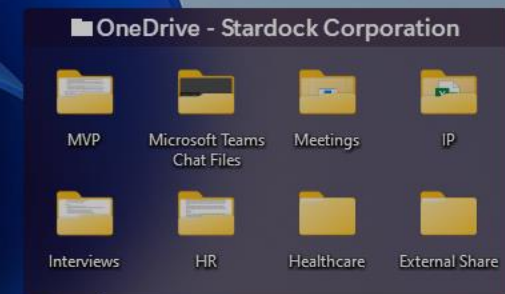 OneDrive - Stardock Corporation
MVP
Microsoft Teams
Chat Files
Meetings
IP
Interviews
HR
Healthcare
External Share